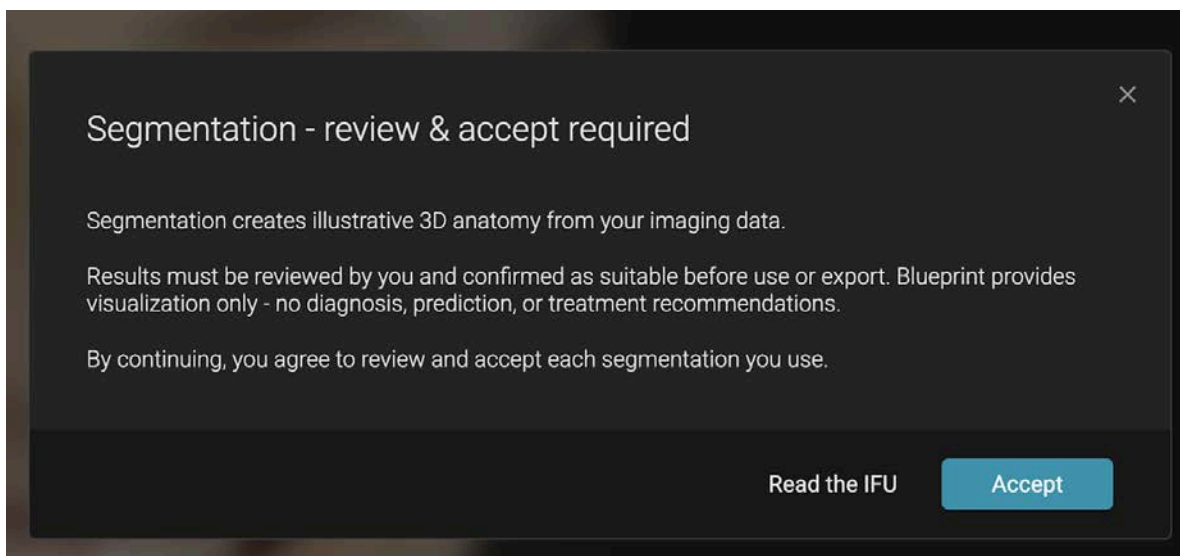 Segmentation - review & accept required
Segmentation creates illustrative 3D anatomy from your imaging data.
Results must be reviewed by you and confirmed as suitable before use or export. Blueprint provides
visualization only - no diagnosis, prediction, or treatment recommendations.
By continuing, you agree to review and accept each segmentation you use.
Read the IFU
Accept